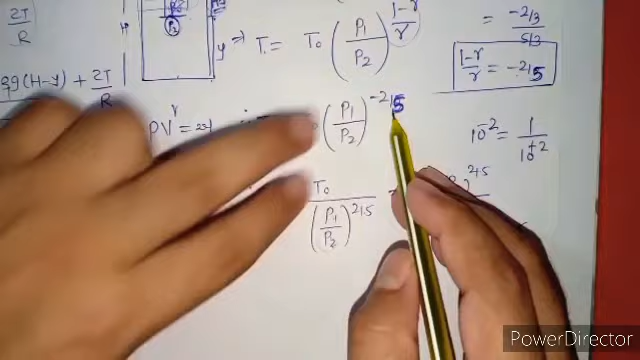 2T/R
ρg(H-y) + 2T/R
H
P₂
y ⇒ T = T₀ (P₁/P₂)^(1-γ)/γ
= -2/3 / 5/3
(1-γ)/γ = -2/5
(P₁/P₂)^-2/5
PV^γ =
10^-2 = 1/10^+2
T₀/(P₁/P₂)^2/5
PowerDirector